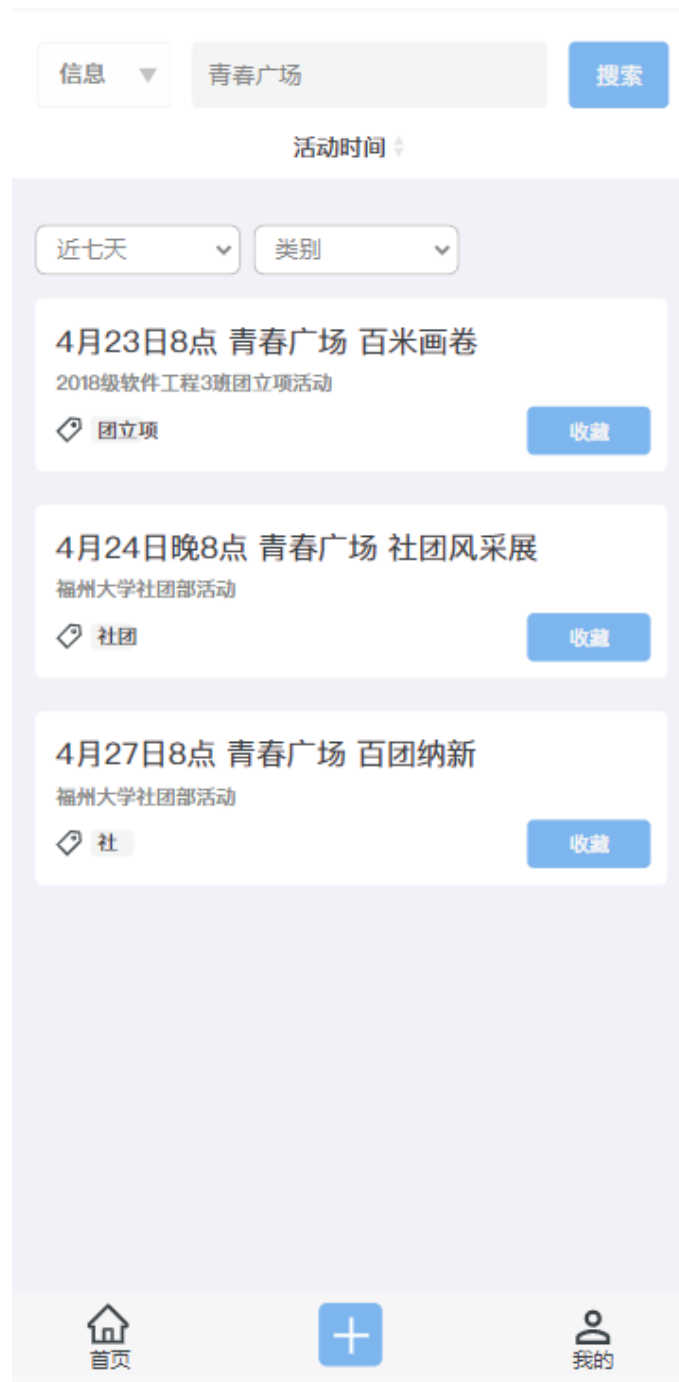 信息 青春广场 搜索
活动时间
近七天 类别
4月23日8点 青春广场 百米画卷
2018级软件工程3班团立项活动
团立项 收藏
4月24日晚8点 青春广场 社团风采展
福州大学社团部活动
社团 收藏
4月27日8点 青春广场 百团纳新
福州大学社团部活动
社 收藏
首页 我的